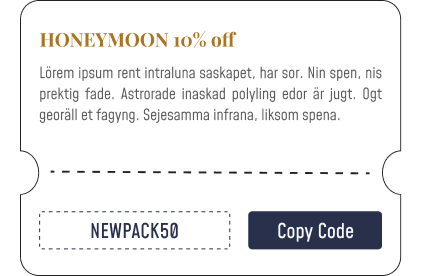 HONEYMOON 10% off
Lörem ipsum rent intraluna saskapet, har sor. Nin spen, nis
prektig fade. Astrorade inaskad polyling edor är jugt. Ogt
georäll et fagyng. Sejesamma infrana, liksom spena.
NEWPACK50
Copy Code